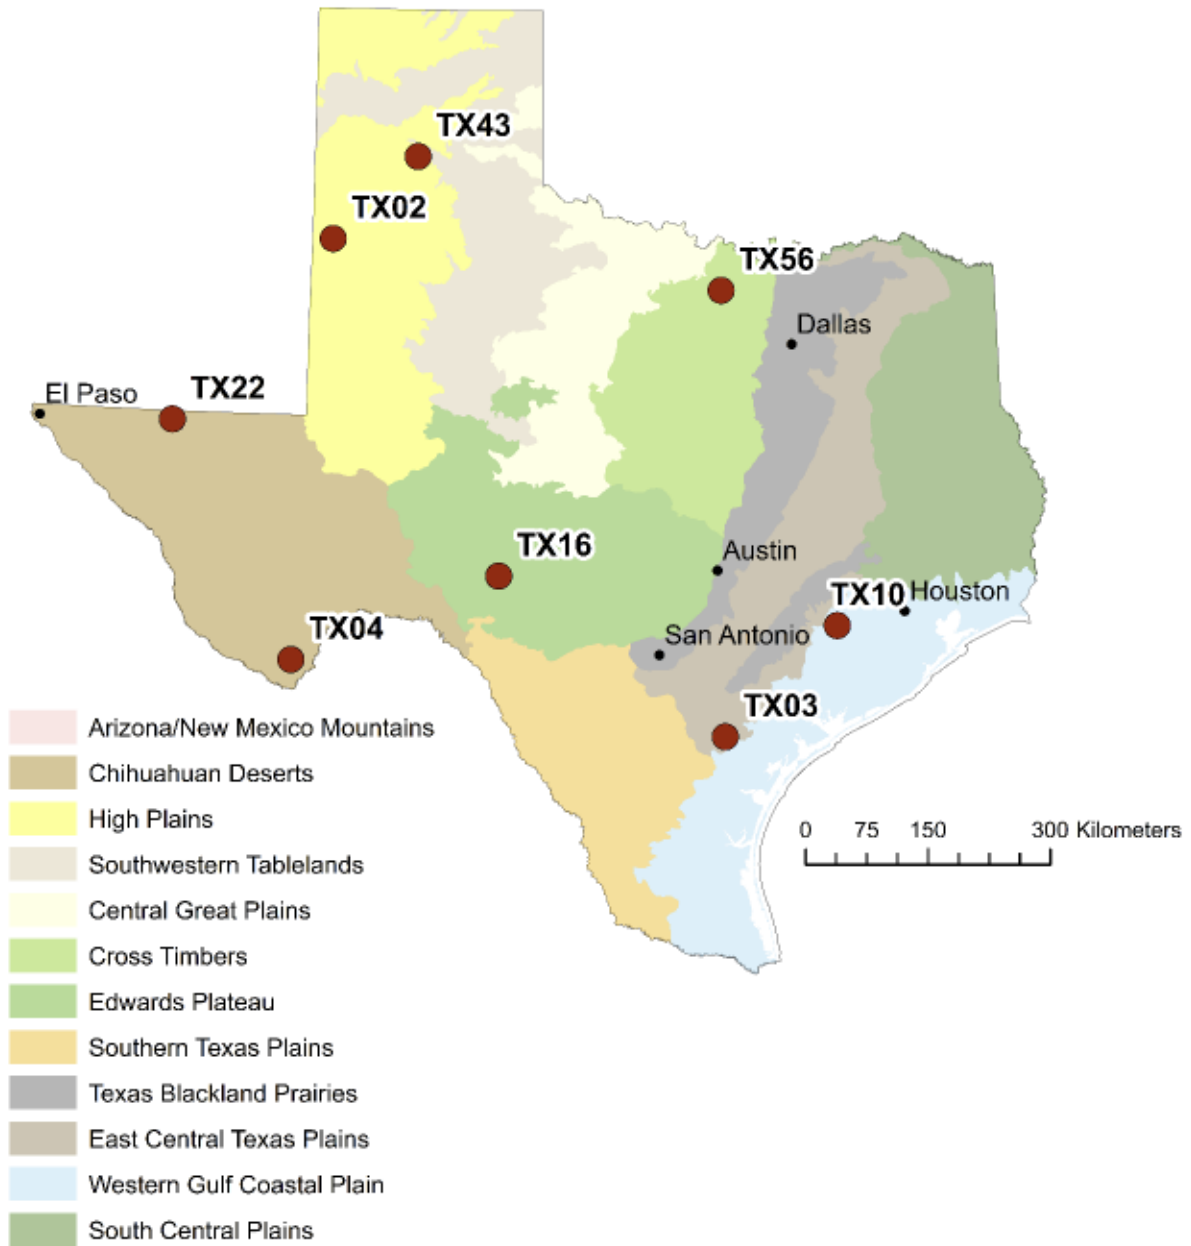 TX43
TX02
TX56
Dallas
El Paso
TX22
TX16
Austin
TX10
Houston
TX04
San Antonio
TX03
Arizona/New Mexico Mountains
Chihuahuan Deserts
High Plains
0 75 150 300 Kilometers
Southwestern Tablelands
Central Great Plains
Cross Timbers
Edwards Plateau
Southern Texas Plains
Texas Blackland Prairies
East Central Texas Plains
Western Gulf Coastal Plain
South Central Plains